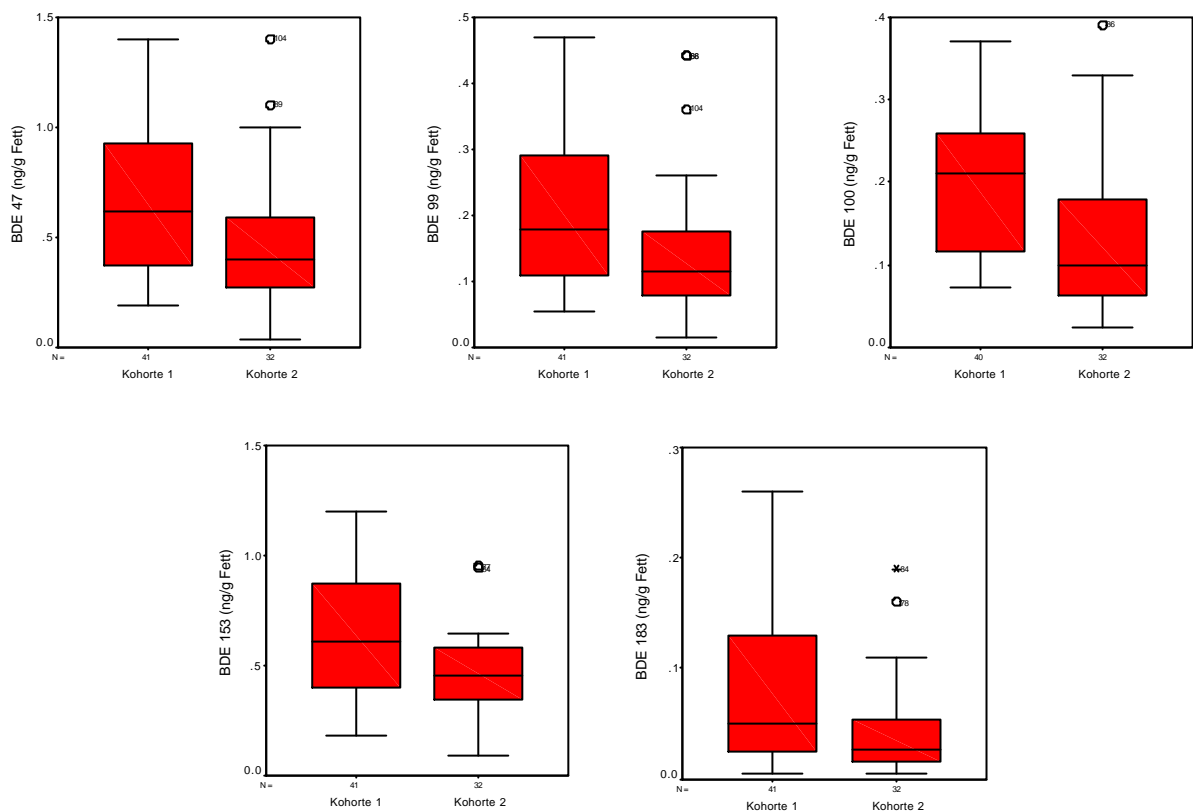 BDE 47 (ng/g Fett)
1.5
1.0
.5
0.0
104
89
N =
41
32
Kohorte 1
Kohorte 2
BDE 99 (ng/g Fett)
.5
.4
.3
.2
.1
0.0
104
N =
41
32
Kohorte 1
Kohorte 2
BDE 100 (ng/g Fett)
.4
.3
.2
.1
0.0
86
N =
40
32
Kohorte 1
Kohorte 2
BDE 153 (ng/g Fett)
1.5
1.0
.5
0.0
N =
41
32
Kohorte 1
Kohorte 2
BDE 183 (ng/g Fett)
.3
.2
.1
0.0
84
78
N =
41
32
Kohorte 1
Kohorte 2